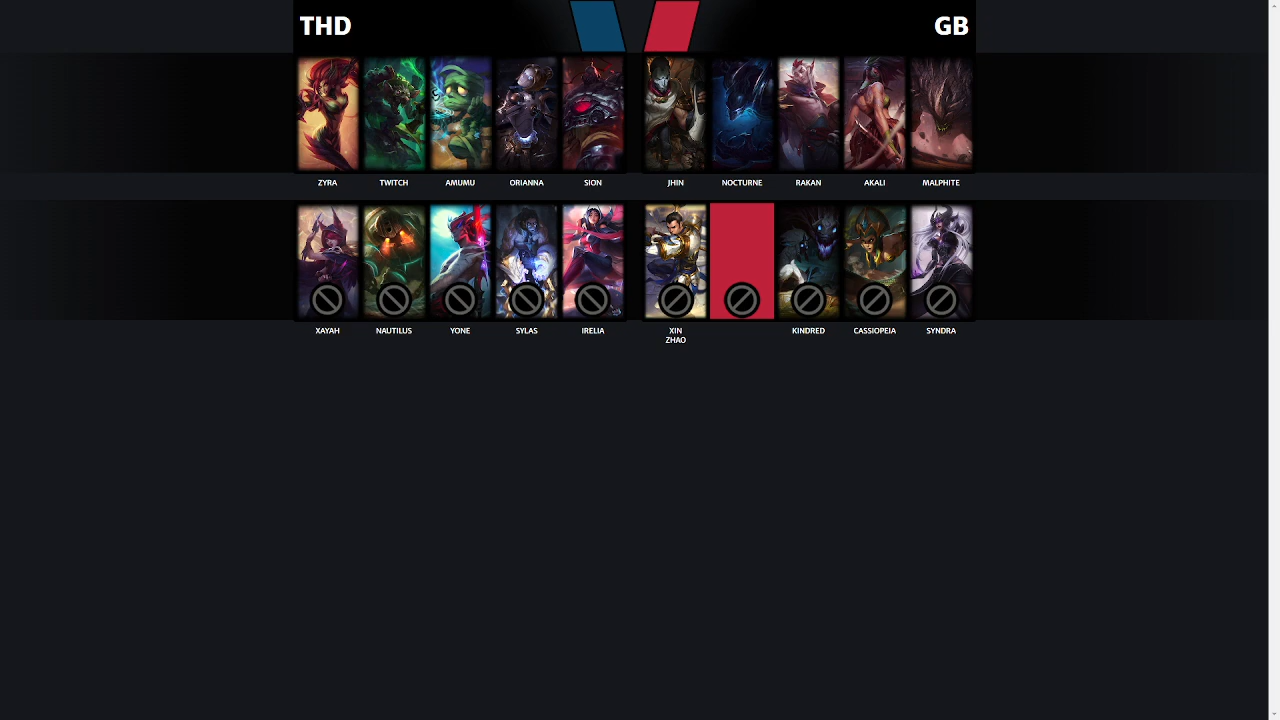 THD
GB
ZYRA
TWITCH
AMUMU
ORIANNA
SION
JHIN
NOCTURNE
RAKAN
AKALI
MALPHITE
XAYAH
NAUTILUS
YONE
SYLAS
IRELIA
XIN
ZHAO
KINDRED
CASSIOPEIA
SYNDRA